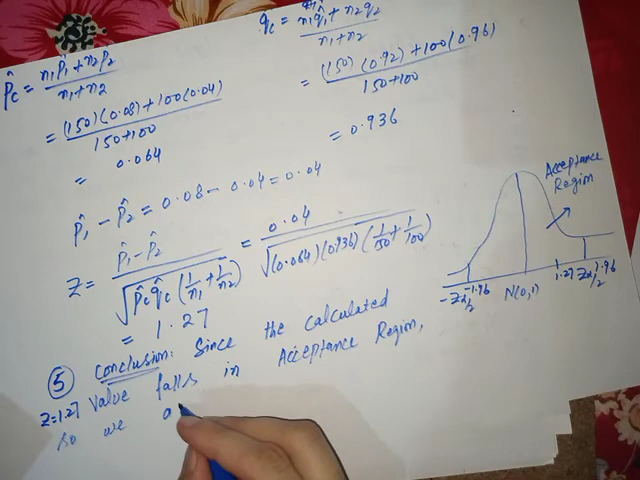 p̂c = n1p̂1 + n2p̂2 / n1+n2
= (150)(0.08)+100(0.04) / 150+100
= 0.064
q̂c = n1q̂1 + n2q̂2 / n1+n2
= (150)(0.92)+100(0.96) / 150+100
= 0.936
p̂1 - p̂2 = 0.08 - 0.04 = 0.04
Z = p̂1 - p̂2 / √p̂cq̂c(1/n1 + 1/n2) = 0.04 / √(0.064)(0.936)(1/150 + 1/100)
= 1.27
Acceptance
Region
-Zα/2 -1.96
N(0,1)
1.27
Zα/2 1.96
⑤ Conclusion: Since the calculated
Z=1.27 value falls in Acceptance Region,
so we a